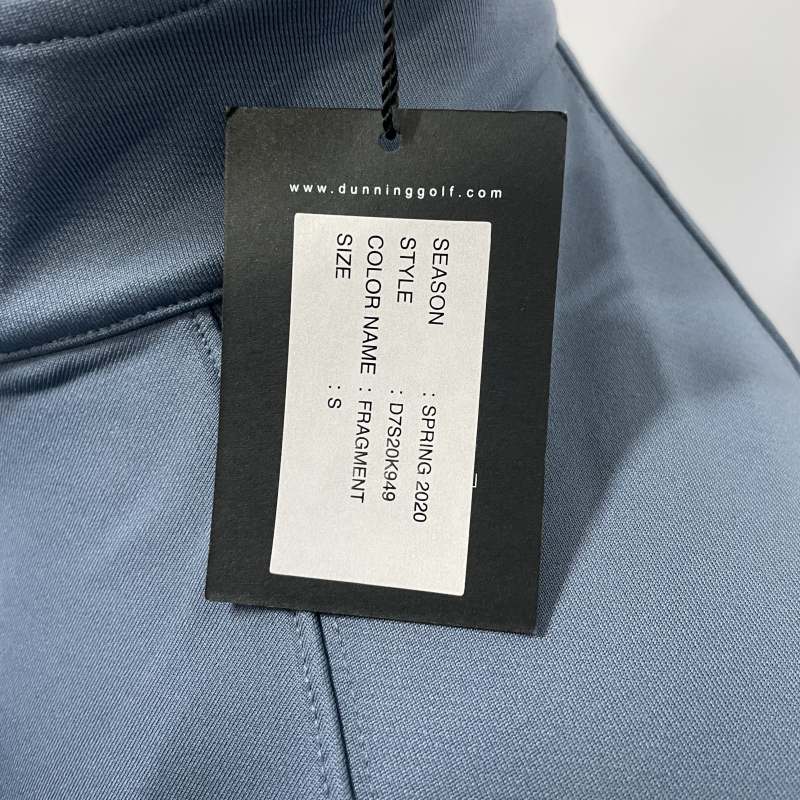 www.dunninggolf.com
SEASON : SPRING 2020
STYLE : D7S20K949
COLOR NAME : FRAGMENT
SIZE : S